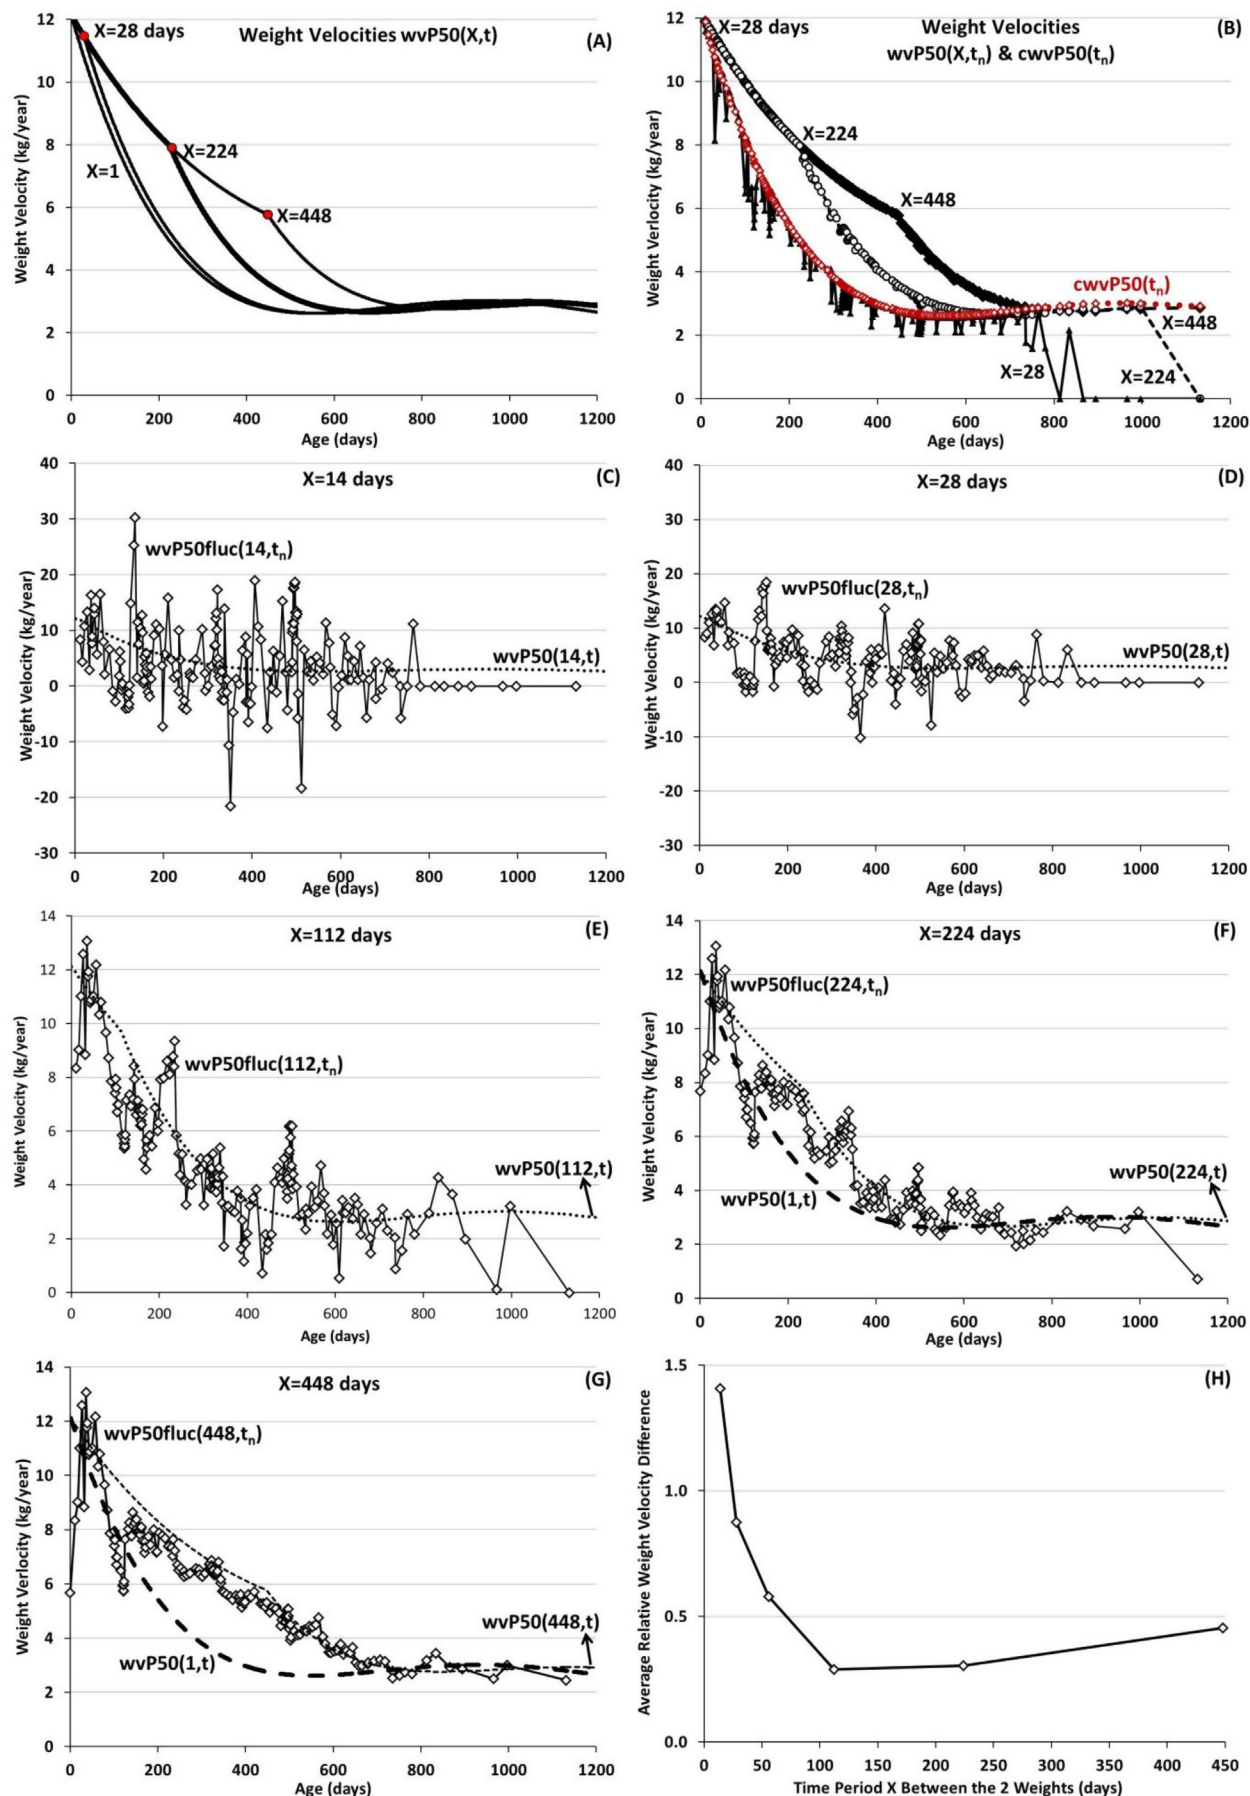 Weight Velocities wvP50(X,t)
(A)
X=28 days
X=224
X=1
X=448
Weight Velocity (kg/year)
12
10
8
6
4
2
0
0 200 400 600 800 1000 1200
Age (days)
Weight Velocities
wvP50(X,tn) & cwvP50(tn)
(B)
X=28 days
X=224
X=448
cwvP50(tn)
X=448
X=28
X=224
Weight Verlocity (kg/year)
12
10
8
6
4
2
0
0 200 400 600 800 1000 1200
Age (days)
X=14 days
(C)
wvP50fluc(14,tn)
wvP50(14,t)
Weight Velocity (kg/year)
40
30
20
10
0
-10
-20
-30
0 200 400 600 800 1000 1200
Age (days)
X=28 days
(D)
wvP50fluc(28,tn)
wvP50(28,t)
Weight Velocity (kg/year)
40
30
20
10
0
-10
-20
-30
0 200 400 600 800 1000 1200
Age (days)
X=112 days
(E)
wvP50fluc(112,tn)
wvP50(112,t)
Weight Velocity (kg/year)
14
12
10
8
6
4
2
0
0 200 400 600 800 1000 1200
Age (days)
X=224 days
(F)
wvP50fluc(224,tn)
wvP50(224,t)
wvP50(1,t)
Weight Velocity (kg/year)
14
12
10
8
6
4
2
0
0 200 400 600 800 1000 1200
Age (days)
X=448 days
(G)
wvP50fluc(448,tn)
wvP50(448,t)
wvP50(1,t)
Weight Verlocity (kg/year)
14
12
10
8
6
4
2
0
0 200 400 600 800 1000 1200
Age (days)
(H)
Average Relative Weight Velocity Difference
1.5
1.0
0.5
0.0
0 50 100 150 200 250 300 350 400 450
Time Period X Between the 2 Weights (days)